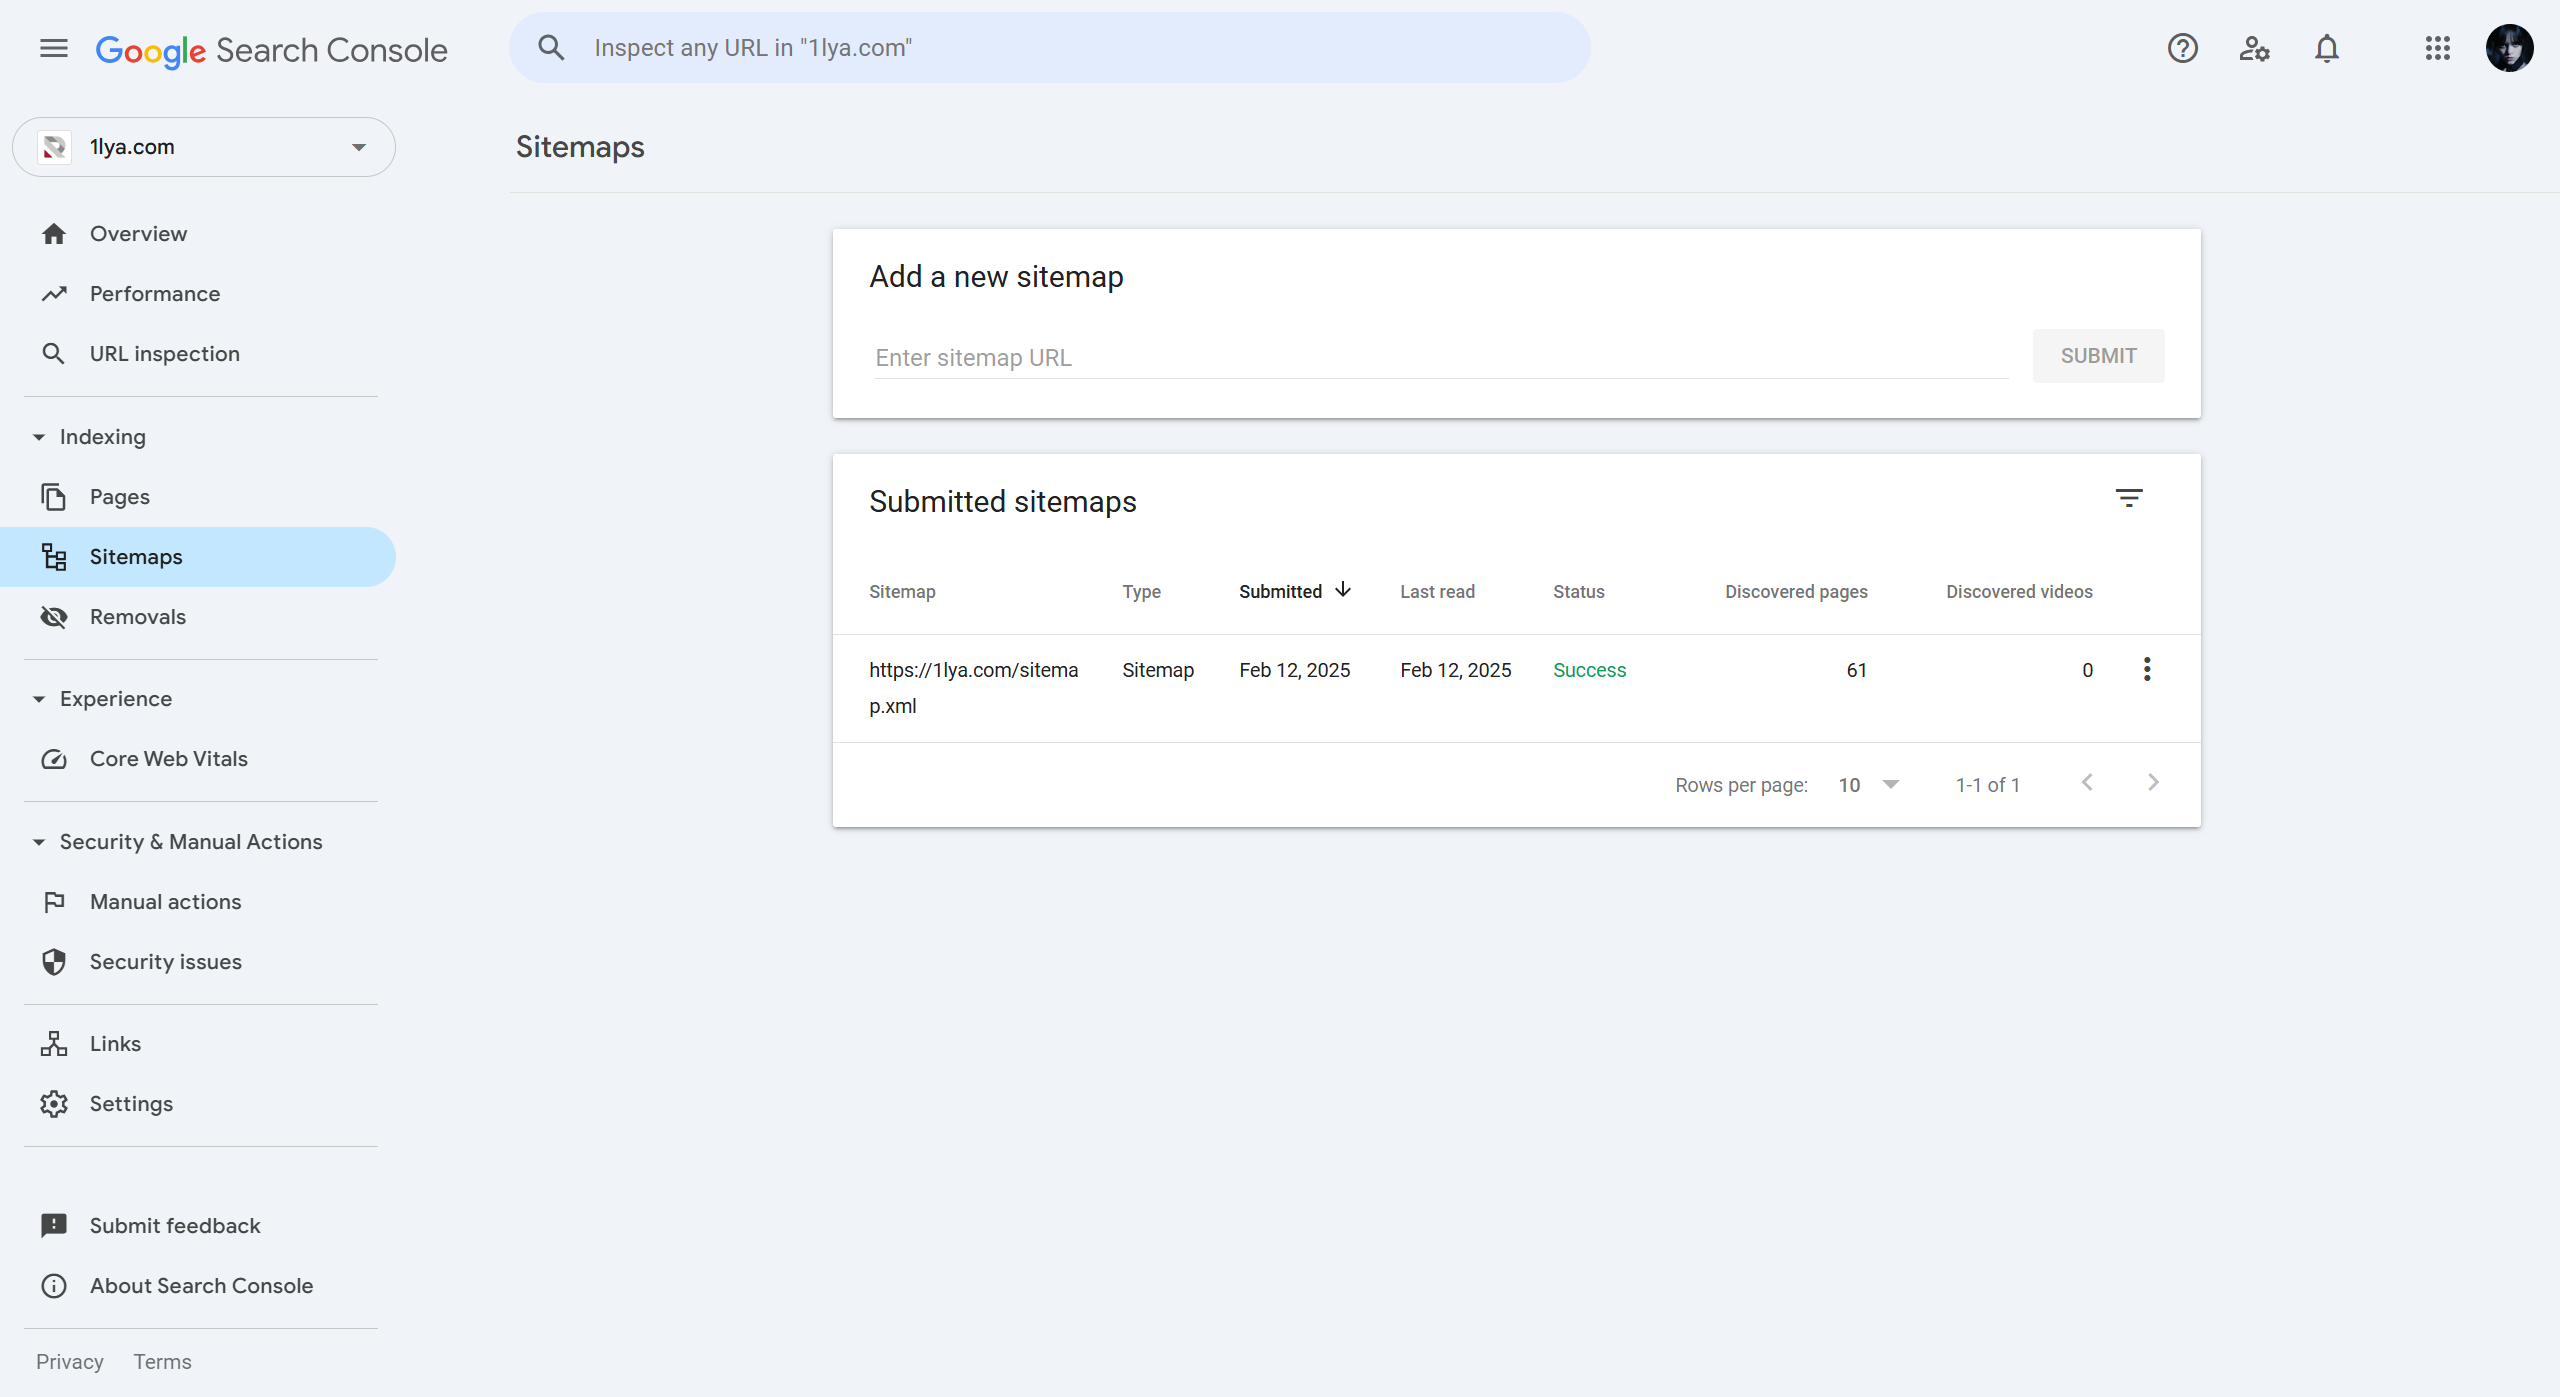 Google Search Console
Inspect any URL in "1lya.com"
1lya.com
Overview
Performance
URL inspection
Indexing
Pages
Sitemaps
Removals
Experience
Core Web Vitals
Security & Manual Actions
Manual actions
Security issues
Links
Settings
Submit feedback
About Search Console
Privacy Terms
Sitemaps
Add a new sitemap
Enter sitemap URL
SUBMIT
Submitted sitemaps
Sitemap Type Submitted Last read Status Discovered pages Discovered videos
https://1lya.com/sitema Sitemap Feb 12, 2025 Feb 12, 2025 Success 61 0
p.xml
Rows per page: 10 1-1 of 1